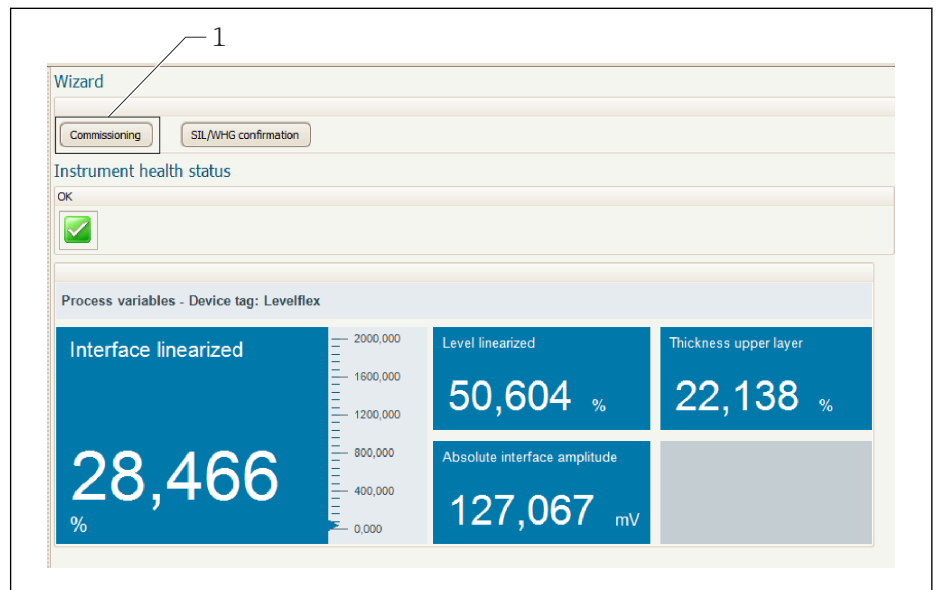 1
Wizard
Commissioning
SIL/WHG confirmation
Instrument health status
OK
Process variables - Device tag: Levelflex
Interface linearized
28,466
%
2000,000
1600,000
1200,000
800,000
400,000
0,000
Level linearized
50,604 %
Thickness upper layer
22,138 %
Absolute interface amplitude
127,067 mV